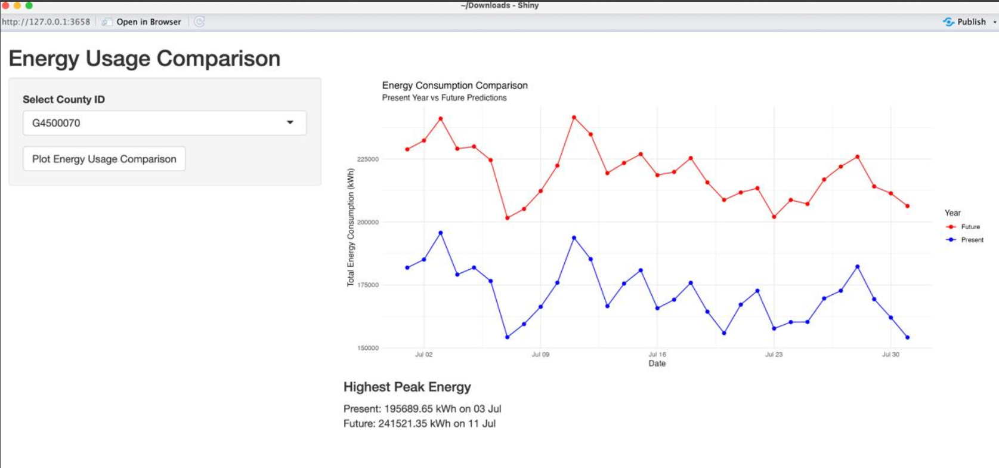 ~/Downloads - Shiny
http://127.0.0.1:3658 Open in Browser Publish
Energy Usage Comparison
Select County ID
G4500070
Plot Energy Usage Comparison
Energy Consumption Comparison
Present Year vs Future Predictions
Total Energy Consumption (kWh)
225000
200000
175000
150000
Jul 02 Jul 09 Jul 16 Jul 23 Jul 30
Date
Year
Future
Present
Highest Peak Energy
Present: 195689.65 kWh on 03 Jul
Future: 241521.35 kWh on 11 Jul